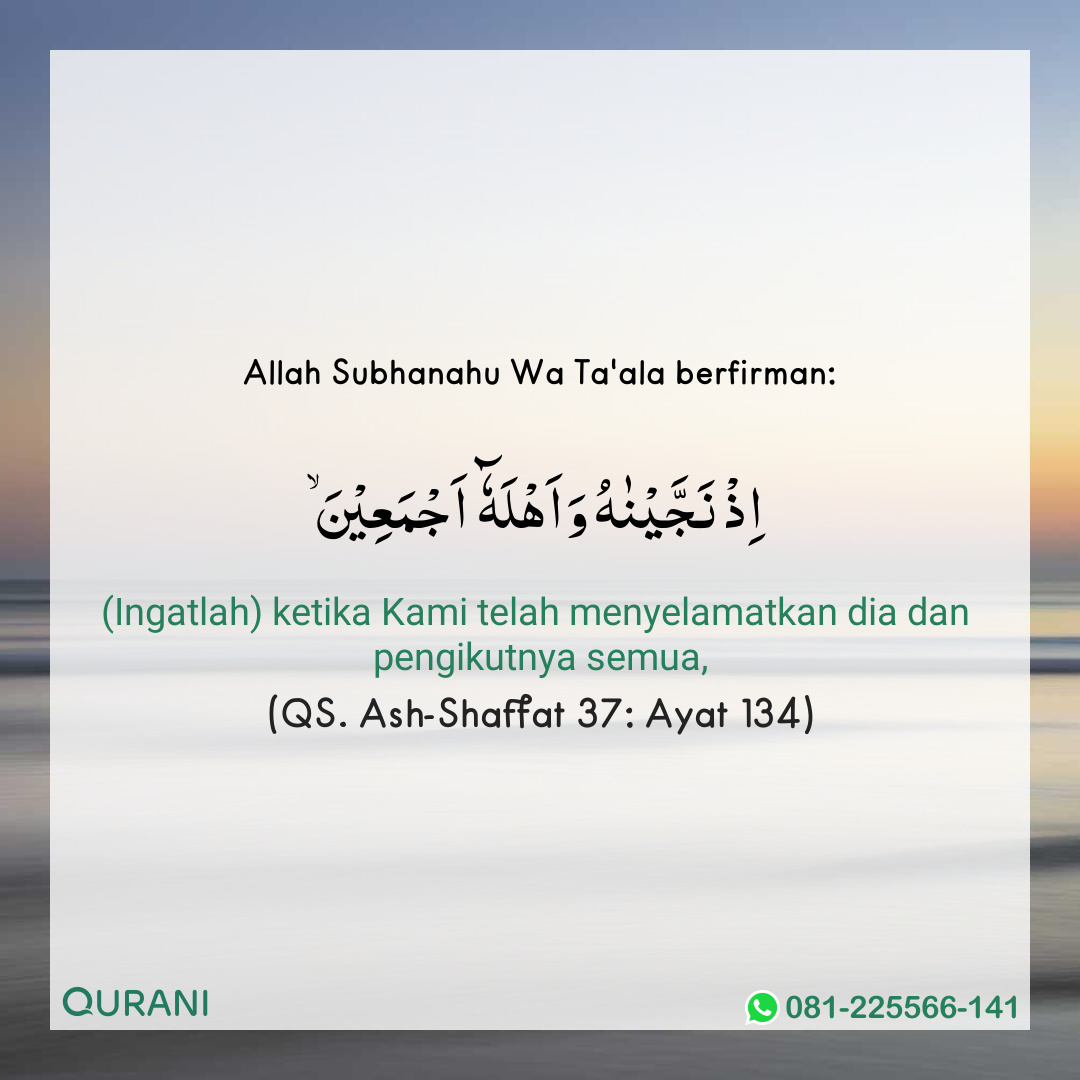 Allah Subhanahu Wa Ta'ala berfirman:
اِذْ نَجَّيْنٰهُ وَاَهْلَهٗٓ اَجْمَعِيْنَ ۙ
(Ingatlah) ketika Kami telah menyelamatkan dia dan
pengikutnya semua,
(QS. Ash-Shaffat 37: Ayat 134)
QURANI
081-225566-141